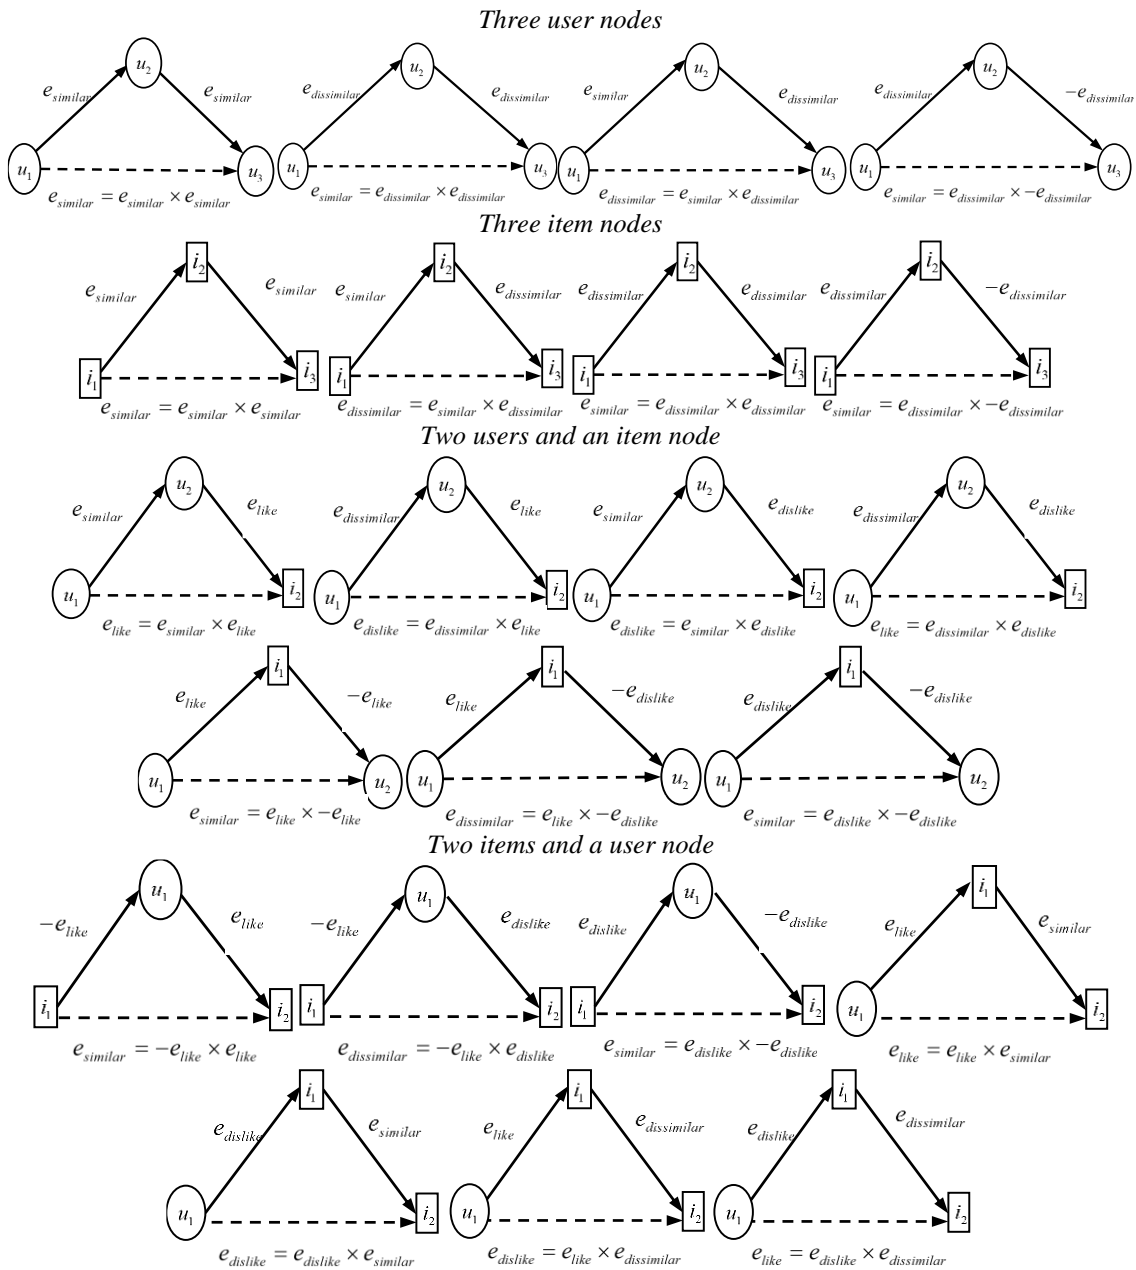 Three user nodes
u₂ u₂ u₂ u₂
e_similar e_similar e_dissimilar e_dissimilar e_similar e_dissimilar e_dissimilar −e_dissimilar
u₁ u₃ u₁ u₃ u₁ u₃ u₁ u₃
e_similar = e_similar × e_similar e_similar = e_dissimilar × e_dissimilar e_dissimilar = e_similar × e_dissimilar e_similar = e_dissimilar × −e_dissimilar
Three item nodes
i₂ i₂ i₂ i₂
e_similar e_similar e_similar e_dissimilar e_dissimilar e_dissimilar e_dissimilar −e_dissimilar
i₁ i₃ i₁ i₃ i₁ i₃ i₁ i₃
e_similar = e_similar × e_similar e_dissimilar = e_similar × e_dissimilar e_similar = e_dissimilar × e_dissimilar e_similar = e_dissimilar × −e_dissimilar
Two users and an item node
u₂ u₂ u₂ u₂
e_similar e_like e_dissimilar e_like e_similar e_dislike e_dissimilar e_dislike
u₁ i₂ u₁ i₂ u₁ i₂ u₁ i₂
e_like = e_similar × e_like e_dislike = e_dissimilar × e_like e_dislike = e_similar × e_dislike e_like = e_dissimilar × e_dislike
i₁ i₁ i₁
e_like −e_like e_like −e_dislike e_dislike −e_dislike
u₁ u₂ u₁ u₂ u₁ u₂
e_similar = e_like × −e_like e_dissimilar = e_like × −e_dislike e_similar = e_dislike × −e_dislike
Two items and a user node
u₁ u₁ u₁ i₁
−e_like e_like −e_like e_dislike e_dislike −e_dislike e_like e_similar
i₁ i₂ i₁ i₂ i₁ i₂ u₁ i₂
e_similar = −e_like × e_like e_dissimilar = −e_like × e_dislike e_similar = e_dislike × −e_dislike e_like = e_like × e_similar
i₁ i₁ i₁
e_dislike e_similar e_like e_dissimilar e_dislike e_dissimilar
u₁ i₂ u₁ i₂ u₁ i₂
e_dislike = e_dislike × e_similar e_dislike = e_like × e_dissimilar e_like = e_dislike × e_dissimilar